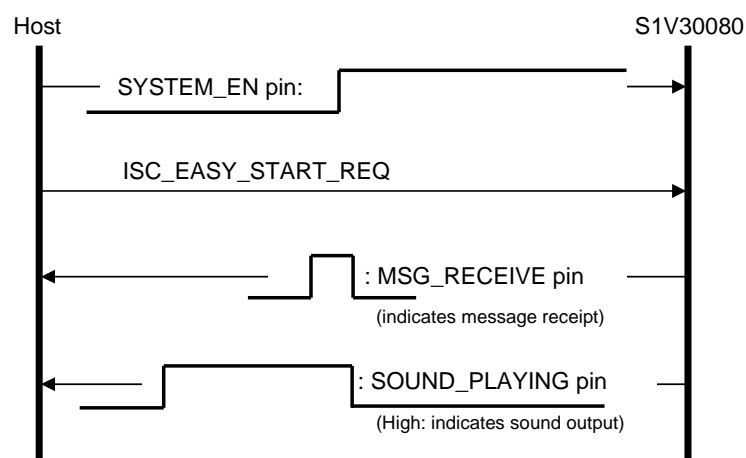 Host
S1V30080
SYSTEM_EN pin:
ISC_EASY_START_REQ
: MSG_RECEIVE pin
(indicates message receipt)
: SOUND_PLAYING pin
(High: indicates sound output)